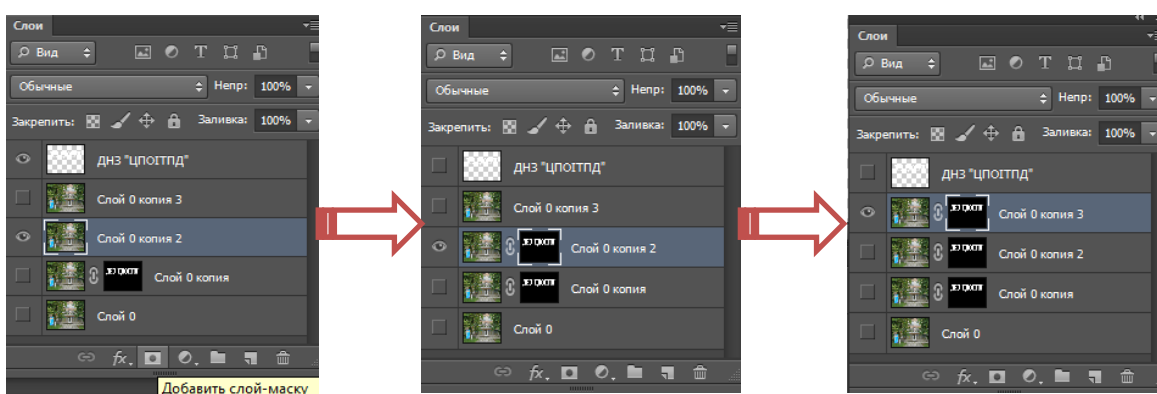 Слои
Вид
Обычные
Непр: 100%
Закрепить: Заливка: 100%
ДНЗ "ЦПОІТПД"
Слой 0 копия 3
Слой 0 копия 2
Слой 0 копия
Слой 0
fx.
Добавить слой-маску
Слои
Вид
Обычные
Непр: 100%
Закрепить: Заливка: 100%
ДНЗ "ЦПОІТПД"
Слой 0 копия 3
Слой 0 копия 2
Слой 0 копия
Слой 0
fx.
Слои
Вид
Обычные
Непр: 100%
Закрепить: Заливка: 100%
ДНЗ "ЦПОІТПД"
Слой 0 копия 3
Слой 0 копия 2
Слой 0 копия
Слой 0
fx.